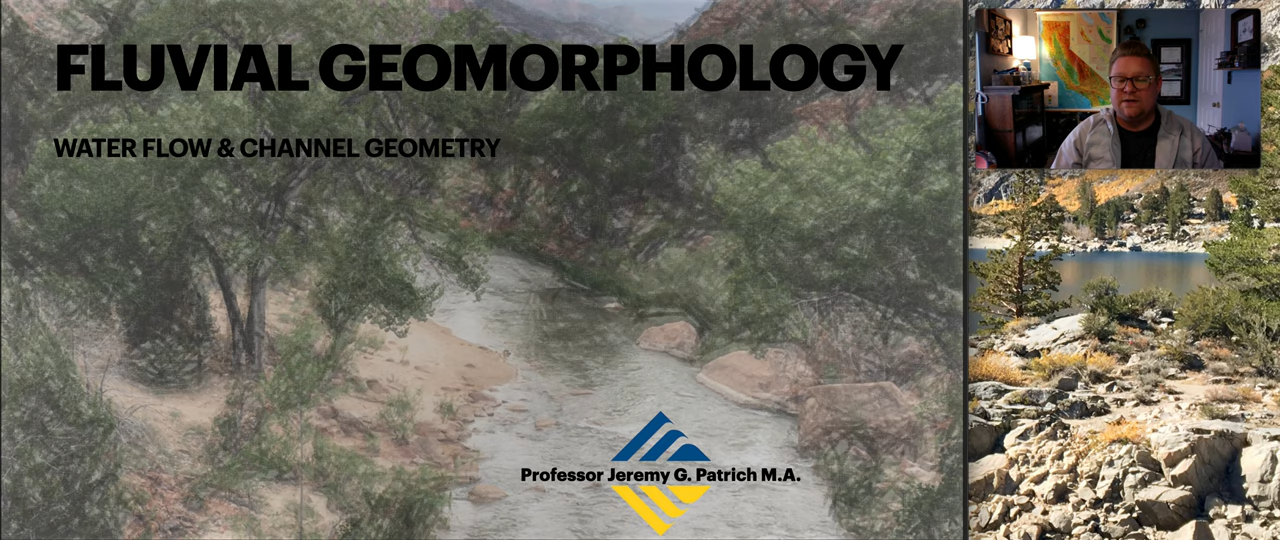 FLUVIAL GEOMORPHOLOGY
WATER FLOW & CHANNEL GEOMETRY
Professor Jeremy G. Patrich M.A.